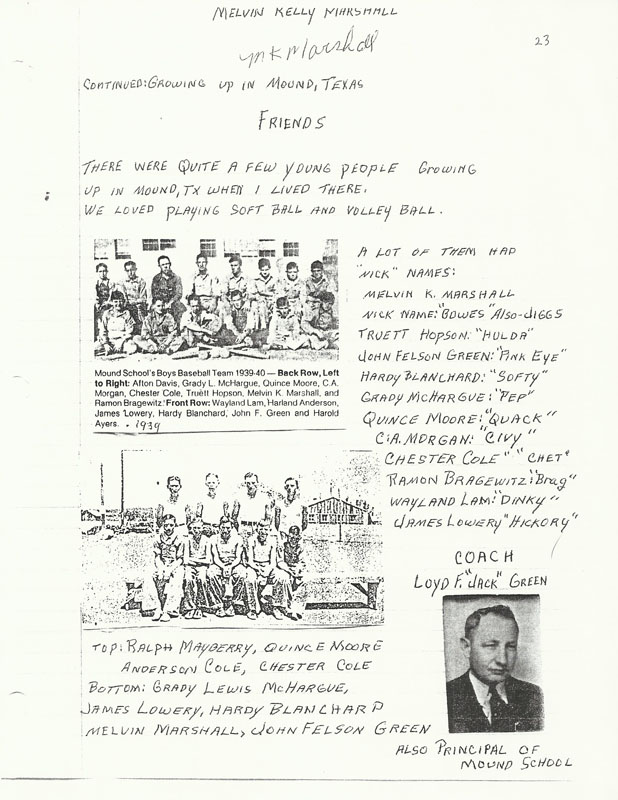 MELVIN KELLY MARSHALL
MK Marshall
23
CONTINUED: GROWING UP IN MOUND, TEXAS
FRIENDS
THERE WERE QUITE A FEW YOUNG PEOPLE GROWING
UP IN MOUND, TX WHEN I LIVED THERE.
WE LOVED PLAYING SOFT BALL AND VOLLEY BALL.
A LOT OF THEM HAD
"NICK" NAMES:
MELVIN K. MARSHALL
NICK NAME: "BOWES" Also-JIGGS
TRUETT HOPSON: "HULDA"
JOHN FELSON GREEN: "PINK EYE"
HARDY BLANCHARD: "SOFTY"
GRADY McHARGUE: "PEP"
QUINCE MOORE: "QUACK"
C.A. MORGAN: "CIVY"
CHESTER COLE" "CHET"
RAMON BRAGEWITZ: "Brag"
WAYLAND LAM: "DINKY"
JAMES LOWERY "HICKORY"
Mound School's Boys Baseball Team 1939-40 — Back Row, Left
to Right: Afton Davis, Grady L. McHargue, Quince Moore, C.A.
Morgan, Chester Cole, Truett Hopson, Melvin K. Marshall, and
Ramon Bragewitz. Front Row: Wayland Lam, Harland Anderson,
James Lowery, Hardy Blanchard, John F. Green and Harold
Ayers. 1939
COACH
LOYD F. "JACK" GREEN
TOP: RALPH MAYBERRY, QUINCE MOORE
ANDERSON COLE, CHESTER COLE
BOTTOM: GRADY LEWIS McHARGUE,
JAMES LOWERY, HARDY BLANCHARD
MELVIN MARSHALL, JOHN FELSON GREEN
ALSO PRINCIPAL OF
MOUND SCHOOL